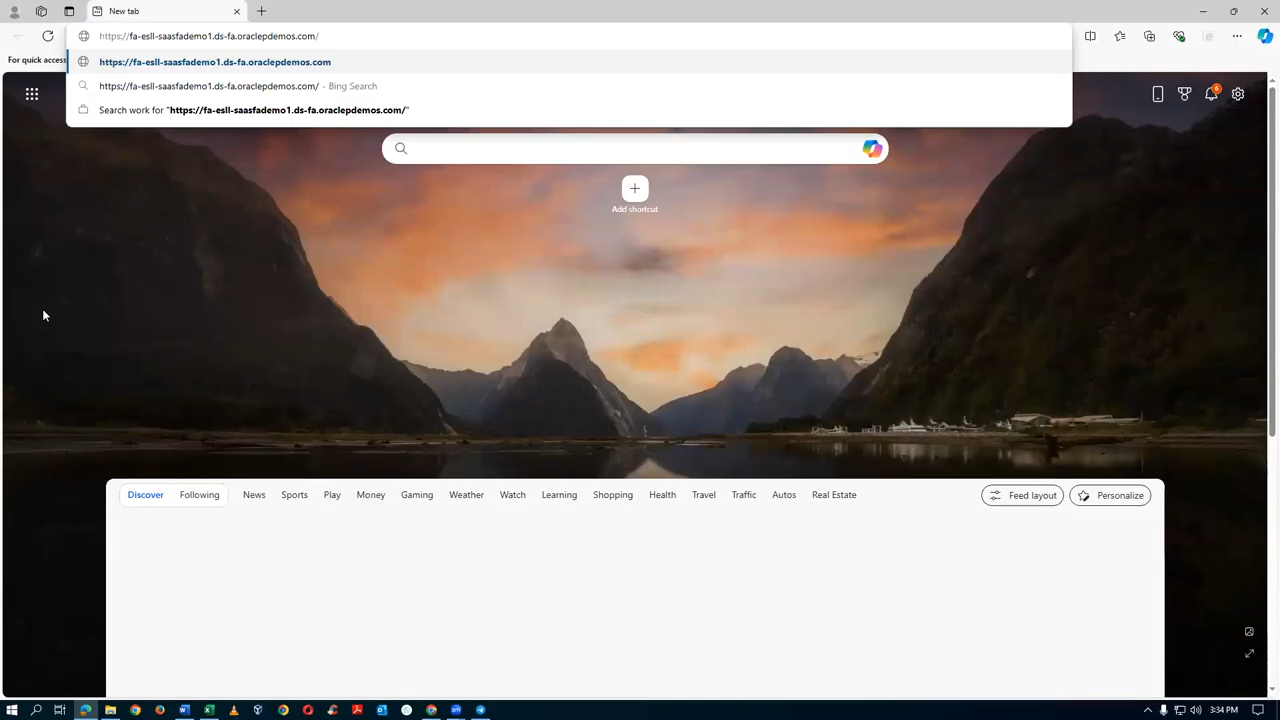 New tab
https://fa-esll-saasfademo1.ds-fa.oraclepdemos.com/
For quick access
https://fa-esll-saasfademo1.ds-fa.oraclepdemos.com
https://fa-esll-saasfademo1.ds-fa.oraclepdemos.com/ - Bing Search
Search work for "https://fa-esll-saasfademo1.ds-fa.oraclepdemos.com/"
6
Add shortcut
Discover Following News Sports Play Money Gaming Weather Watch Learning Shopping Health Travel Traffic Autos Real Estate Feed layout Personalize
3:34 PM